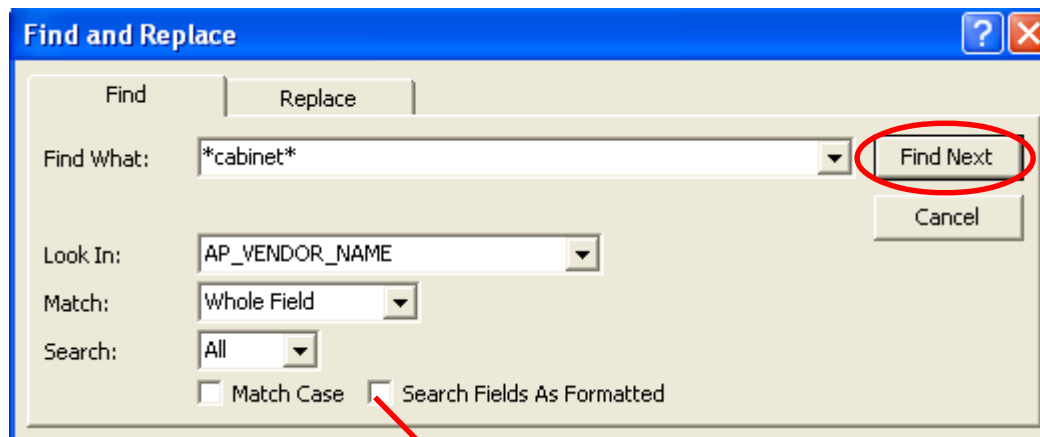 Find and Replace
Find Replace
Find What: *cabinet* Find Next
Cancel
Look In: AP_VENDOR_NAME
Match: Whole Field
Search: All
Match Case Search Fields As Formatted